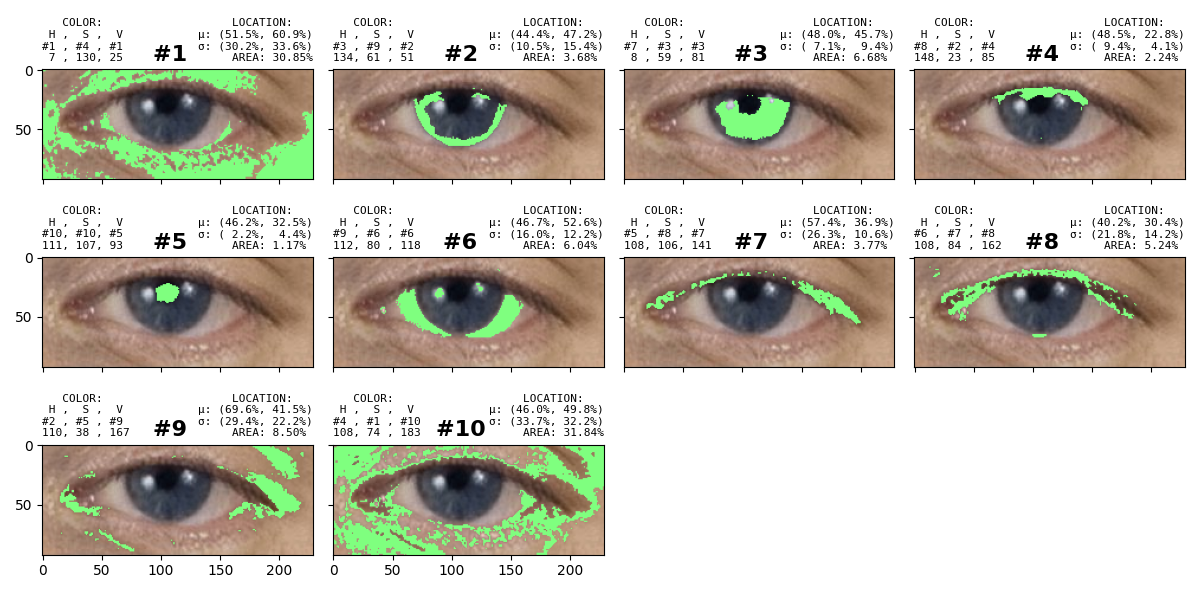 COLOR: LOCATION:
H , S , V μ: (51.5%, 60.9%)
#1 , #4 , #1 #1 σ: (30.2%, 33.6%)
7 , 130, 25 AREA: 30.85%
COLOR: LOCATION:
H , S , V μ: (44.4%, 47.2%)
#3 , #9 , #2 #2 σ: (10.5%, 15.4%)
134, 61 , 51 AREA: 3.68%
COLOR: LOCATION:
H , S , V μ: (48.0%, 45.7%)
#7 , #3 , #3 #3 σ: ( 7.1%, 9.4%)
8 , 59 , 81 AREA: 6.68%
COLOR: LOCATION:
H , S , V μ: (48.5%, 22.8%)
#8 , #2 , #4 #4 σ: ( 9.4%, 4.1%)
148, 23 , 85 AREA: 2.24%
0
50
COLOR: LOCATION:
H , S , V μ: (46.2%, 32.5%)
#10, #10, #5 #5 σ: ( 2.2%, 4.4%)
111, 107, 93 AREA: 1.17%
COLOR: LOCATION:
H , S , V μ: (46.7%, 52.6%)
#9 , #6 , #6 #6 σ: (16.0%, 12.2%)
112, 80 , 118 AREA: 6.04%
COLOR: LOCATION:
H , S , V μ: (57.4%, 36.9%)
#5 , #8 , #7 #7 σ: (26.3%, 10.6%)
108, 106, 141 AREA: 3.77%
COLOR: LOCATION:
H , S , V μ: (40.2%, 30.4%)
#6 , #7 , #8 #8 σ: (21.8%, 14.2%)
108, 84 , 162 AREA: 5.24%
0
50
COLOR: LOCATION:
H , S , V μ: (69.6%, 41.5%)
#2 , #5 , #9 #9 σ: (29.4%, 22.2%)
110, 38 , 167 AREA: 8.50%
COLOR: LOCATION:
H , S , V μ: (46.0%, 49.8%)
#4 , #1 , #10 #10 σ: (33.7%, 32.2%)
108, 74 , 183 AREA: 31.84%
0
50
0 50 100 150 200
0 50 100 150 200